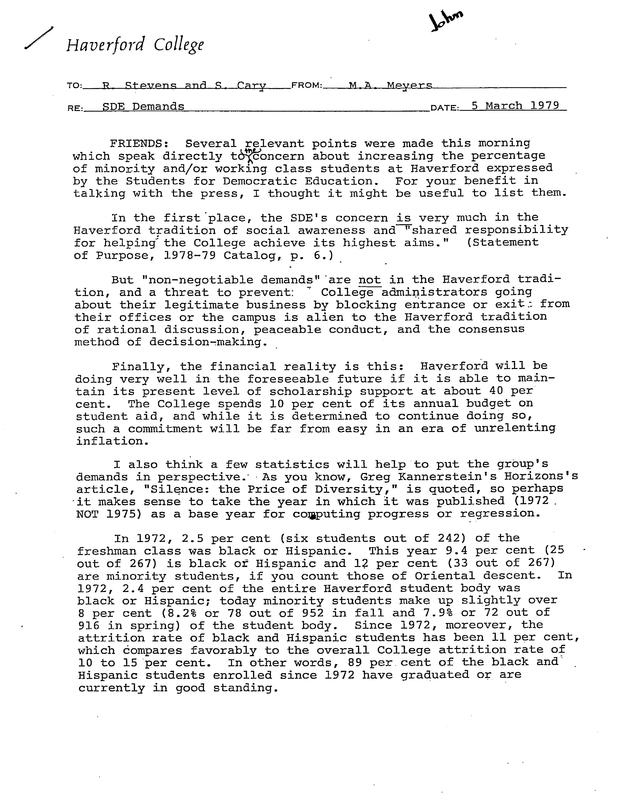 John
Haverford College
TO: R. Stevens and S. Cary FROM: M.A. Meyers
RE: SDE Demands DATE: 5 March 1979
FRIENDS: Several relevant points were made this morning
which speak directly to the concern about increasing the percentage
of minority and/or working class students at Haverford expressed
by the Students for Democratic Education. For your benefit in
talking with the press, I thought it might be useful to list them.
In the first place, the SDE's concern is very much in the
Haverford tradition of social awareness and "shared responsibility
for helping the College achieve its highest aims." (Statement
of Purpose, 1978-79 Catalog, p. 6.)
But "non-negotiable demands" are not in the Haverford tradi-
tion, and a threat to prevent College administrators going
about their legitimate business by blocking entrance or exit from
their offices or the campus is alien to the Haverford tradition
of rational discussion, peaceable conduct, and the consensus
method of decision-making.
Finally, the financial reality is this: Haverford will be
doing very well in the foreseeable future if it is able to main-
tain its present level of scholarship support at about 40 per
cent. The College spends 10 per cent of its annual budget on
student aid, and while it is determined to continue doing so,
such a commitment will be far from easy in an era of unrelenting
inflation.
I also think a few statistics will help to put the group's
demands in perspective. As you know, Greg Kannerstein's Horizons's
article, "Silence: the Price of Diversity," is quoted, so perhaps
it makes sense to take the year in which it was published (1972
NOT 1975) as a base year for computing progress or regression.
In 1972, 2.5 per cent (six students out of 242) of the
freshman class was black or Hispanic. This year 9.4 per cent (25
out of 267) is black or Hispanic and 12 per cent (33 out of 267)
are minority students, if you count those of Oriental descent. In
1972, 2.4 per cent of the entire Haverford student body was
black or Hispanic; today minority students make up slightly over
8 per cent (8.2% or 78 out of 952 in fall and 7.9% or 72 out of
916 in spring) of the student body. Since 1972, moreover, the
attrition rate of black and Hispanic students has been 11 per cent,
which compares favorably to the overall College attrition rate of
10 to 15 per cent. In other words, 89 per cent of the black and
Hispanic students enrolled since 1972 have graduated or are
currently in good standing.